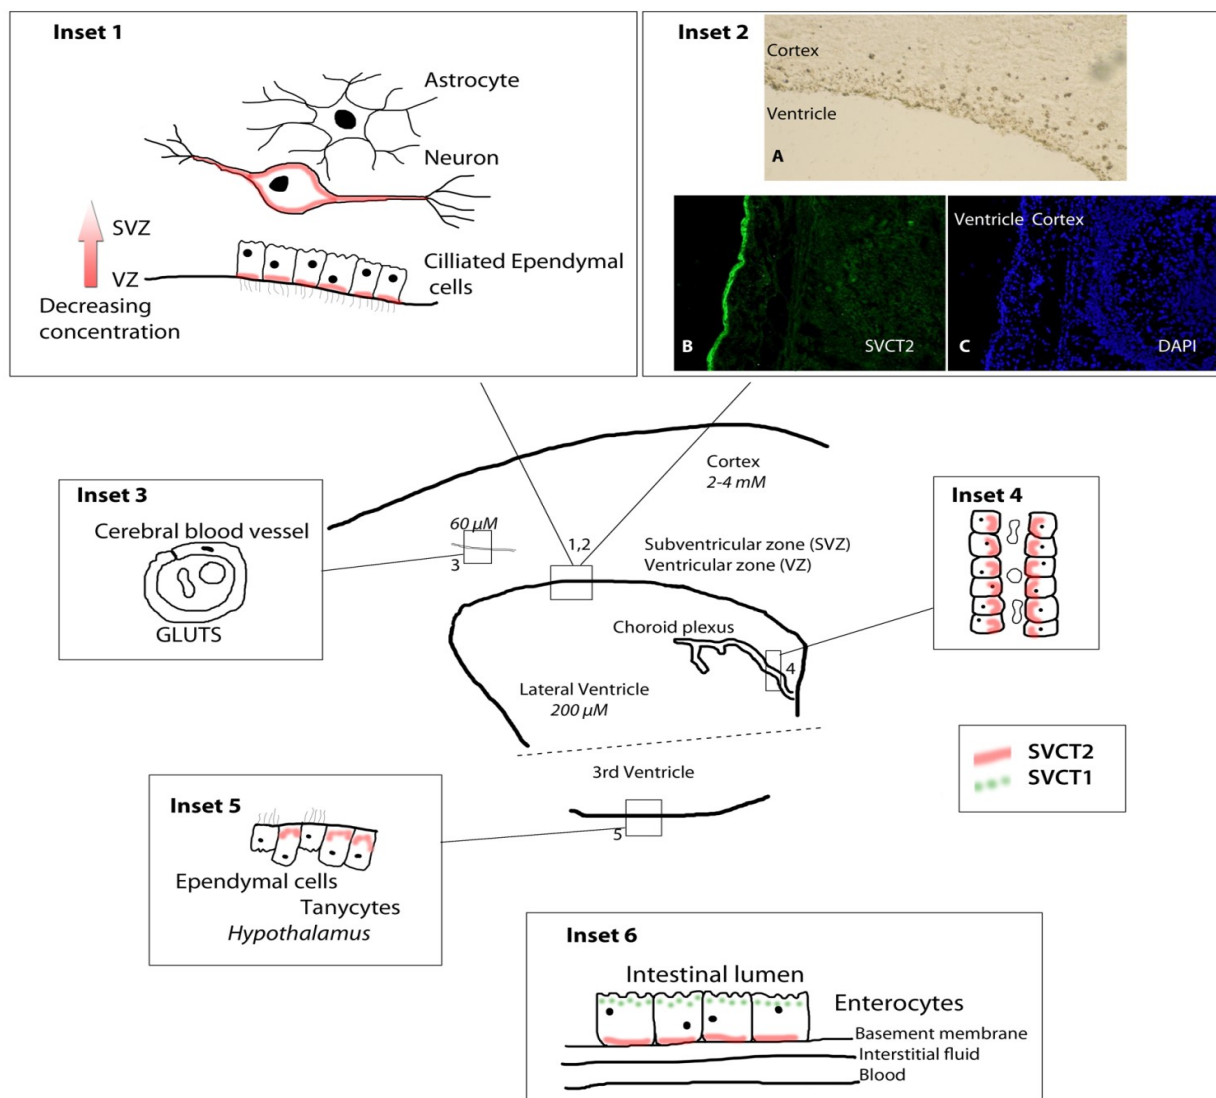 Inset 1
Astrocyte
Neuron
SVZ
VZ
Decreasing
concentration
Cilliated Ependymal
cells
Inset 2
Cortex
Ventricle
A
B
SVCT2
Ventricle Cortex
C
DAPI
Cortex
2-4 mM
Inset 3
Cerebral blood vessel
GLUTS
60 µM
3
1,2
Subventricular zone (SVZ)
Ventricular zone (VZ)
Choroid plexus
4
Lateral Ventricle
200 µM
Inset 4
SVCT2
SVCT1
3rd Ventricle
5
Inset 5
Ependymal cells
Tanycytes
Hypothalamus
Inset 6
Intestinal lumen
Enterocytes
Basement membrane
Interstitial fluid
Blood